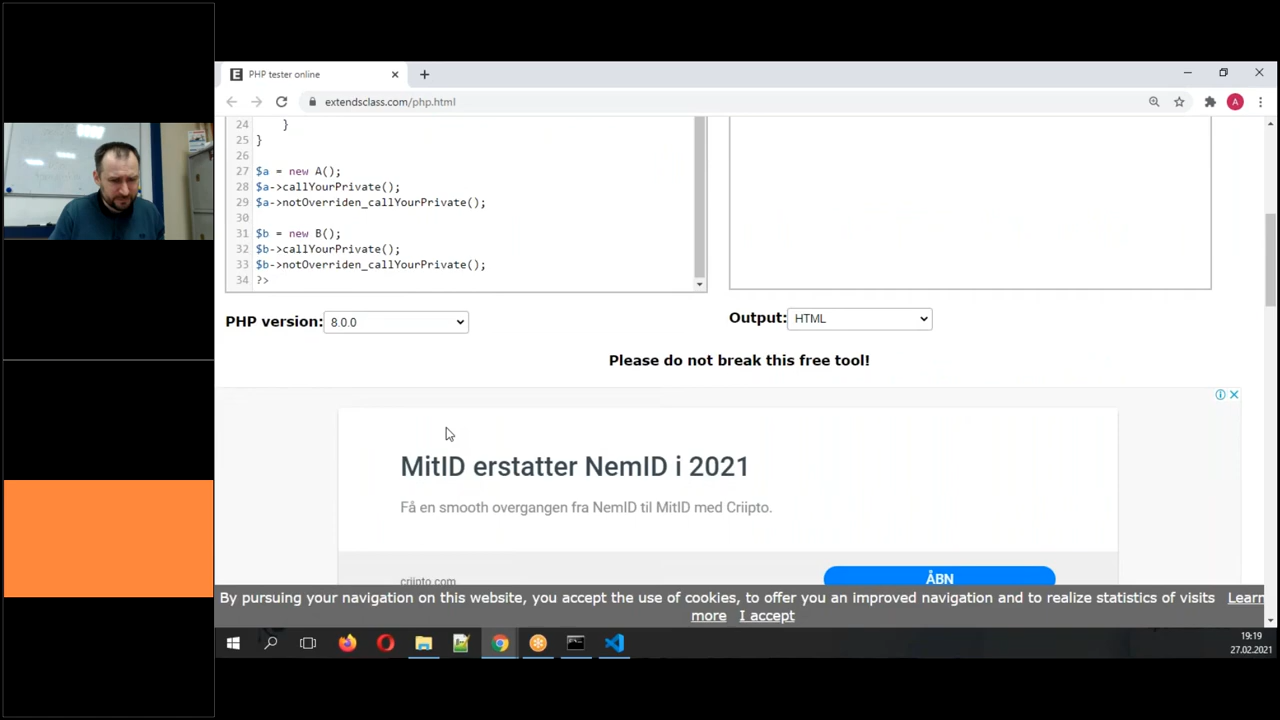 PHP tester online
extendsclass.com/php.html
A
24 }
25 }
26
27 $a = new A();
28 $a->callYourPrivate();
29 $a->notOverriden_callYourPrivate();
30
31 $b = new B();
32 $b->callYourPrivate();
33 $b->notOverriden_callYourPrivate();
34 ?>
PHP version: 8.0.0
Output: HTML
Please do not break this free tool!
MitID erstatter NemID i 2021
Få en smooth overgangen fra NemID til MitID med Criipto.
criipto.com
ÅBN
By pursuing your navigation on this website, you accept the use of cookies, to offer you an improved navigation and to realize statistics of visits Learn
more I accept
19:19
27.02.2021